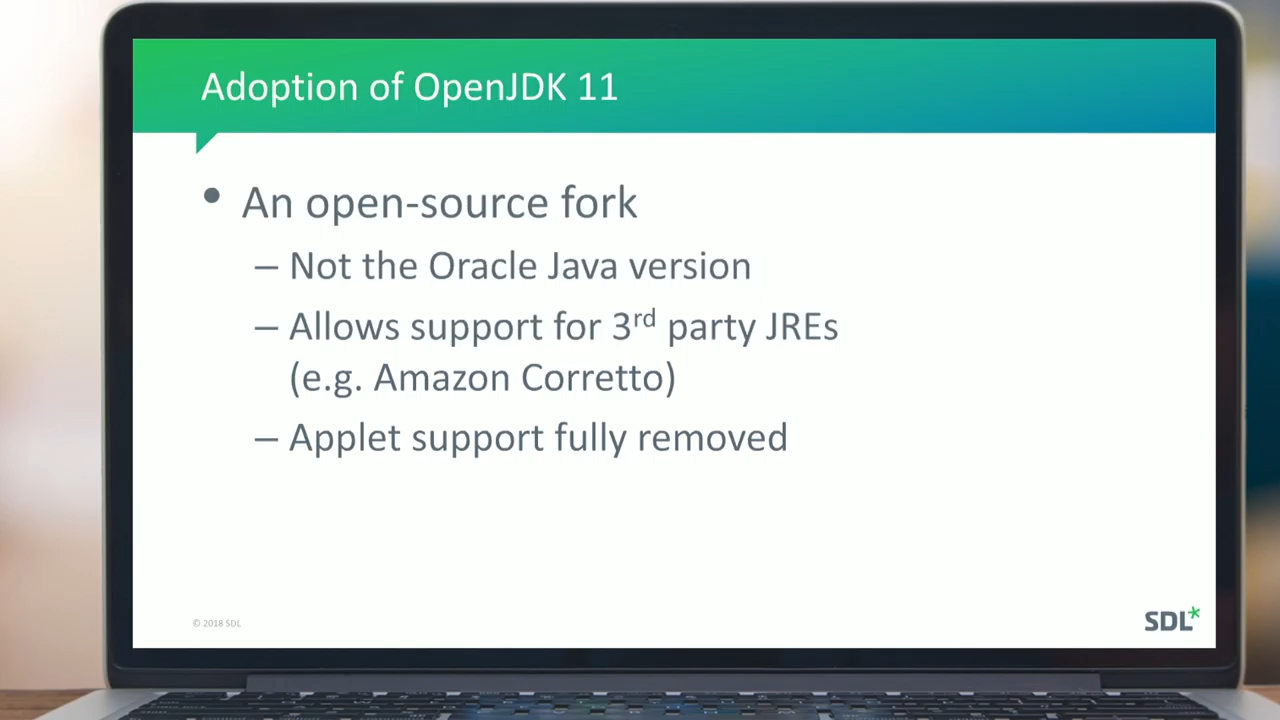 Adoption of OpenJDK 11
• An open-source fork
– Not the Oracle Java version
– Allows support for 3rd party JREs
(e.g. Amazon Corretto)
– Applet support fully removed
© 2018 SDL
SDL*